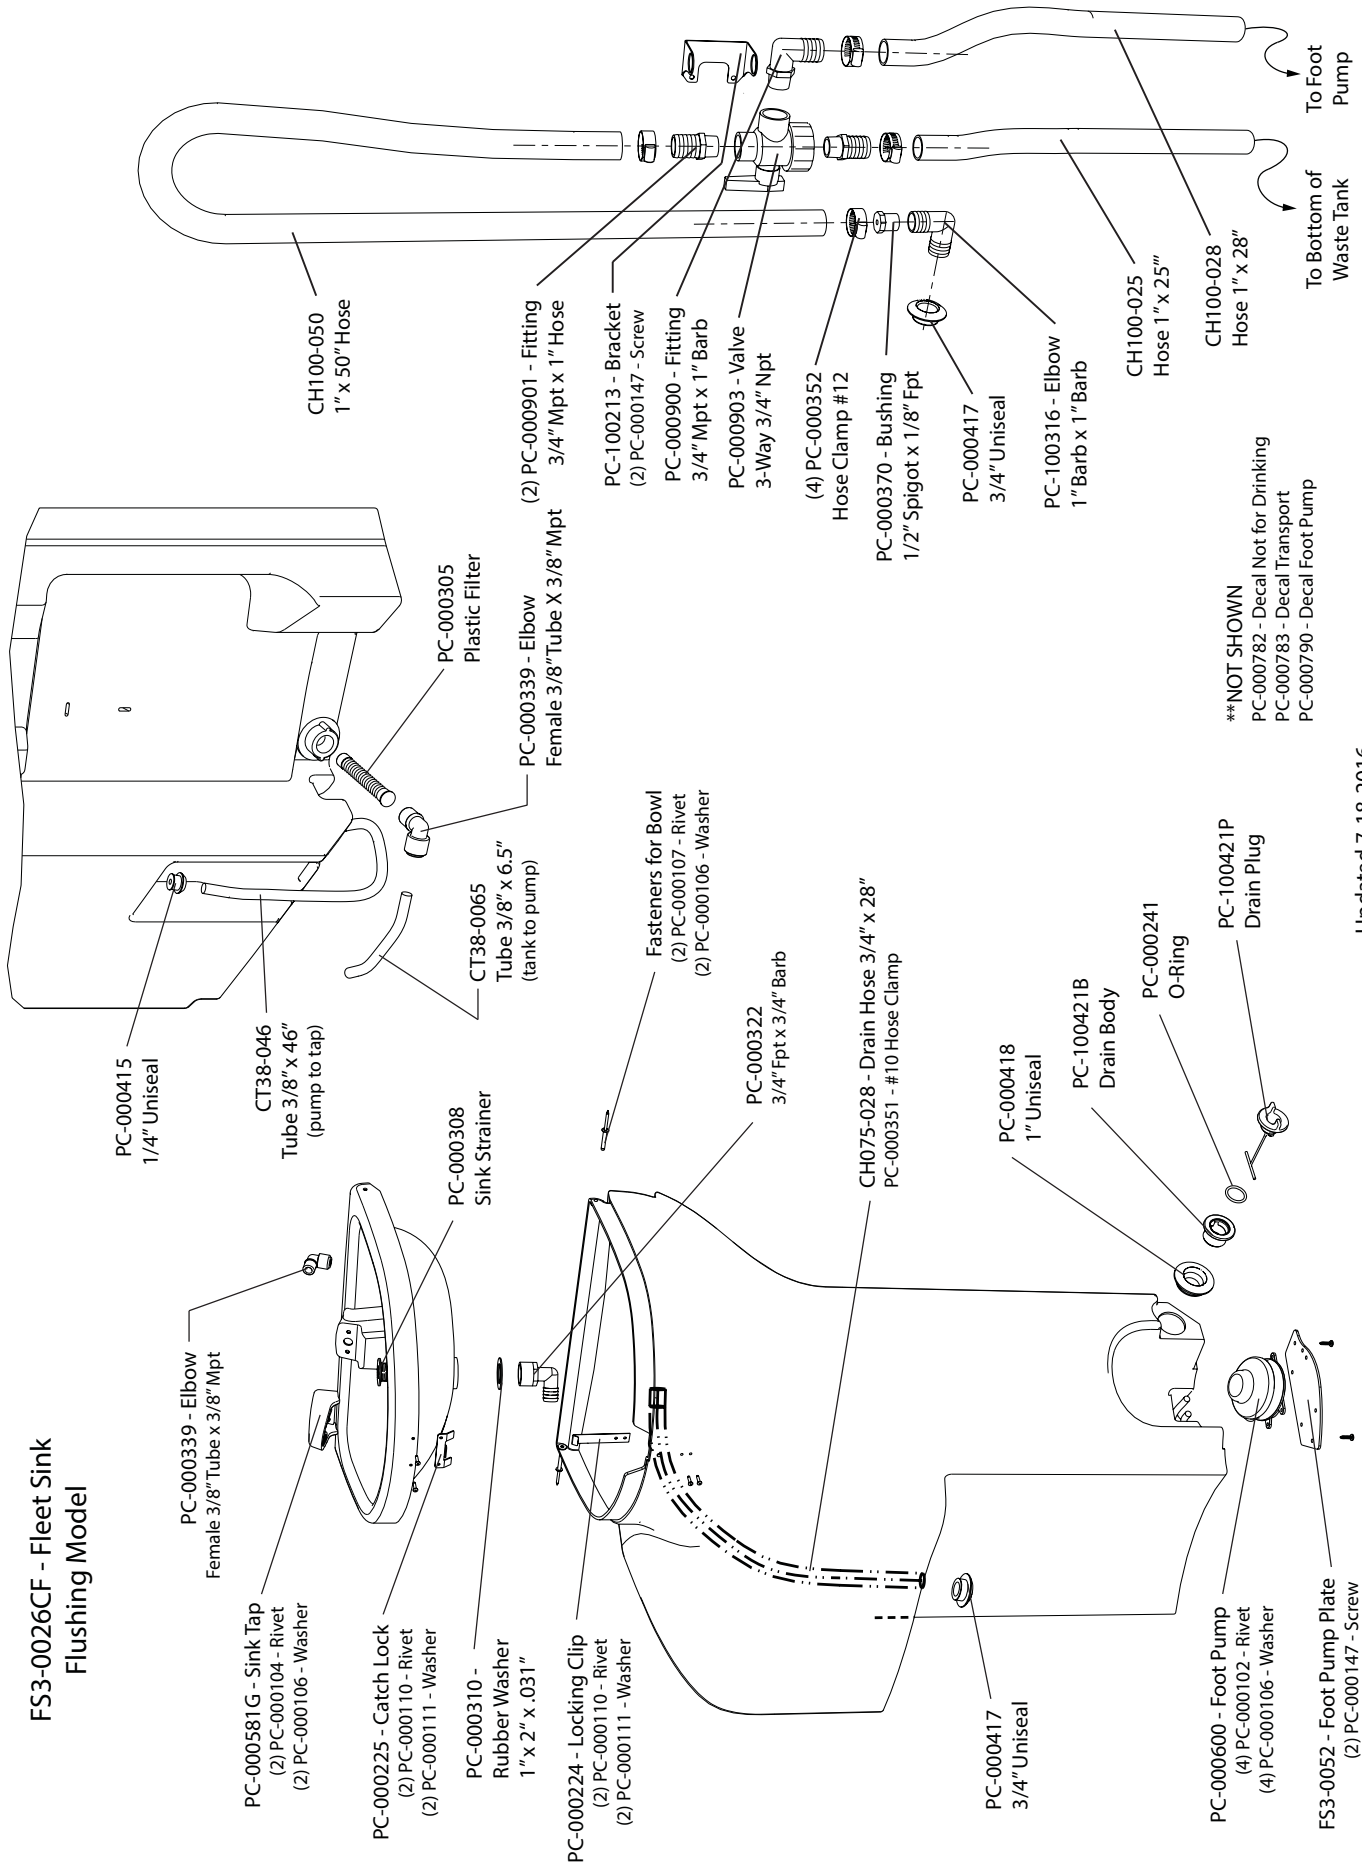 FS3-0026CF - Fleet Sink
Flushing Model
PC-000339 - Elbow
Female 3/8" Tube x 3/8" Mpt
PC-000581G - Sink Tap
(2) PC-000104 - Rivet
(2) PC-000106 - Washer
PC-000225 - Catch Lock
(2) PC-000110 - Rivet
(2) PC-000111 - Washer
PC-000310 -
Rubber Washer
1" x 2" x .031"
PC-000224 - Locking Clip
(2) PC-000110 - Rivet
(2) PC-000111 - Washer
PC-000417
3/4" Uniseal
PC-000600 - Foot Pump
(4) PC-000102 - Rivet
(4) PC-000106 - Washer
FS3-0052 - Foot Pump Plate
(2) PC-000147 - Screw
PC-000415
1/4" Uniseal
CT38-046
Tube 3/8" x 46"
(pump to tap)
PC-000308
Sink Strainer
CT38-0065
Tube 3/8" x 6.5"
(tank to pump)
Fasteners for Bowl
(2) PC-000107 - Rivet
(2) PC-000106 - Washer
PC-000322
3/4" Fpt x 3/4" Barb
CH075-028 - Drain Hose 3/4" x 28"
PC-000351 - #10 Hose Clamp
PC-000418
1" Uniseal
PC-100421B
Drain Body
PC-000241
O-Ring
PC-100421P
Drain Plug
PC-000305
Plastic Filter
PC-000339 - Elbow
Female 3/8" Tube X 3/8" Mpt
CH100-050
1" x 50" Hose
(2) PC-000901 - Fitting
3/4" Mpt x 1" Hose
PC-100213 - Bracket
(2) PC-000147 - Screw
PC-000900 - Fitting
3/4" Mpt x 1" Barb
PC-000903 - Valve
3-Way 3/4" Npt
(4) PC-000352
Hose Clamp #12
PC-000370 - Bushing
1/2" Spigot x 1/8" Fpt
PC-000417
3/4" Uniseal
PC-100316 - Elbow
1" Barb x 1" Barb
CH100-025
Hose 1" x 25"'
CH100-028
Hose 1" x 28"
To Bottom of
Waste Tank
To Foot
Pump
**NOT SHOWN
PC-000782 - Decal Not for Drinking
PC-000783 - Decal Transport
PC-000790 - Decal Foot Pump
Updated 7-18-2016